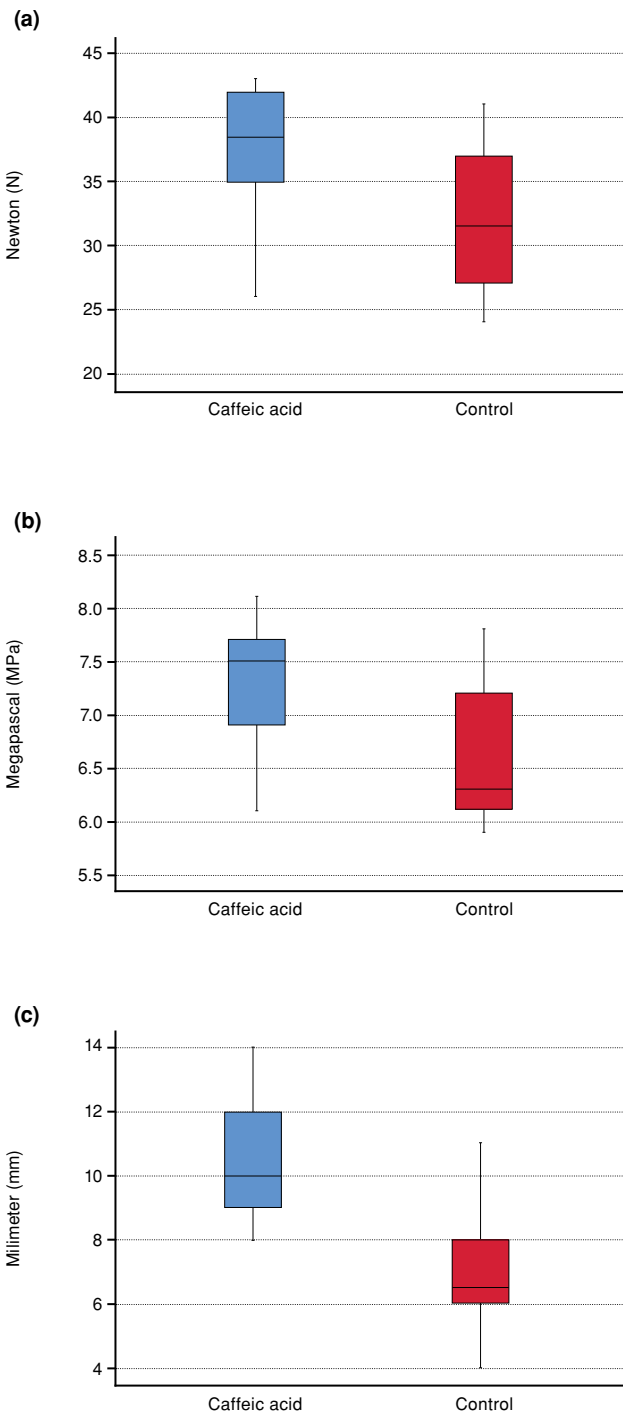 (a)
Newton (N)
45
40
35
30
25
20
Caffeic acid
Control
(b)
Megapascal (MPa)
8.5
8.0
7.5
7.0
6.5
6.0
5.5
Caffeic acid
Control
(c)
Milimeter (mm)
14
12
10
8
6
4
Caffeic acid
Control